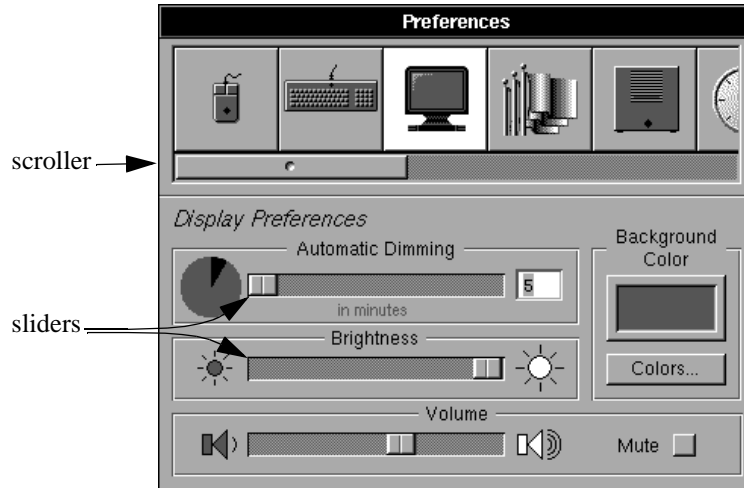 Preferences
scroller
Display Preferences
Automatic Dimming
5
in minutes
sliders
Brightness
Background
Color
Colors...
Volume
Mute